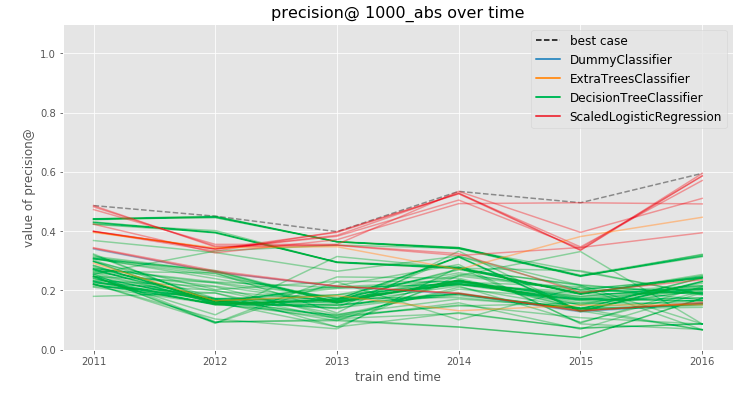 precision@ 1000_abs over time
best case
DummyClassifier
ExtraTreesClassifier
DecisionTreeClassifier
ScaledLogisticRegression
value of precision@
1.0
0.8
0.6
0.4
0.2
0.0
2011 2012 2013 2014 2015 2016
train end time